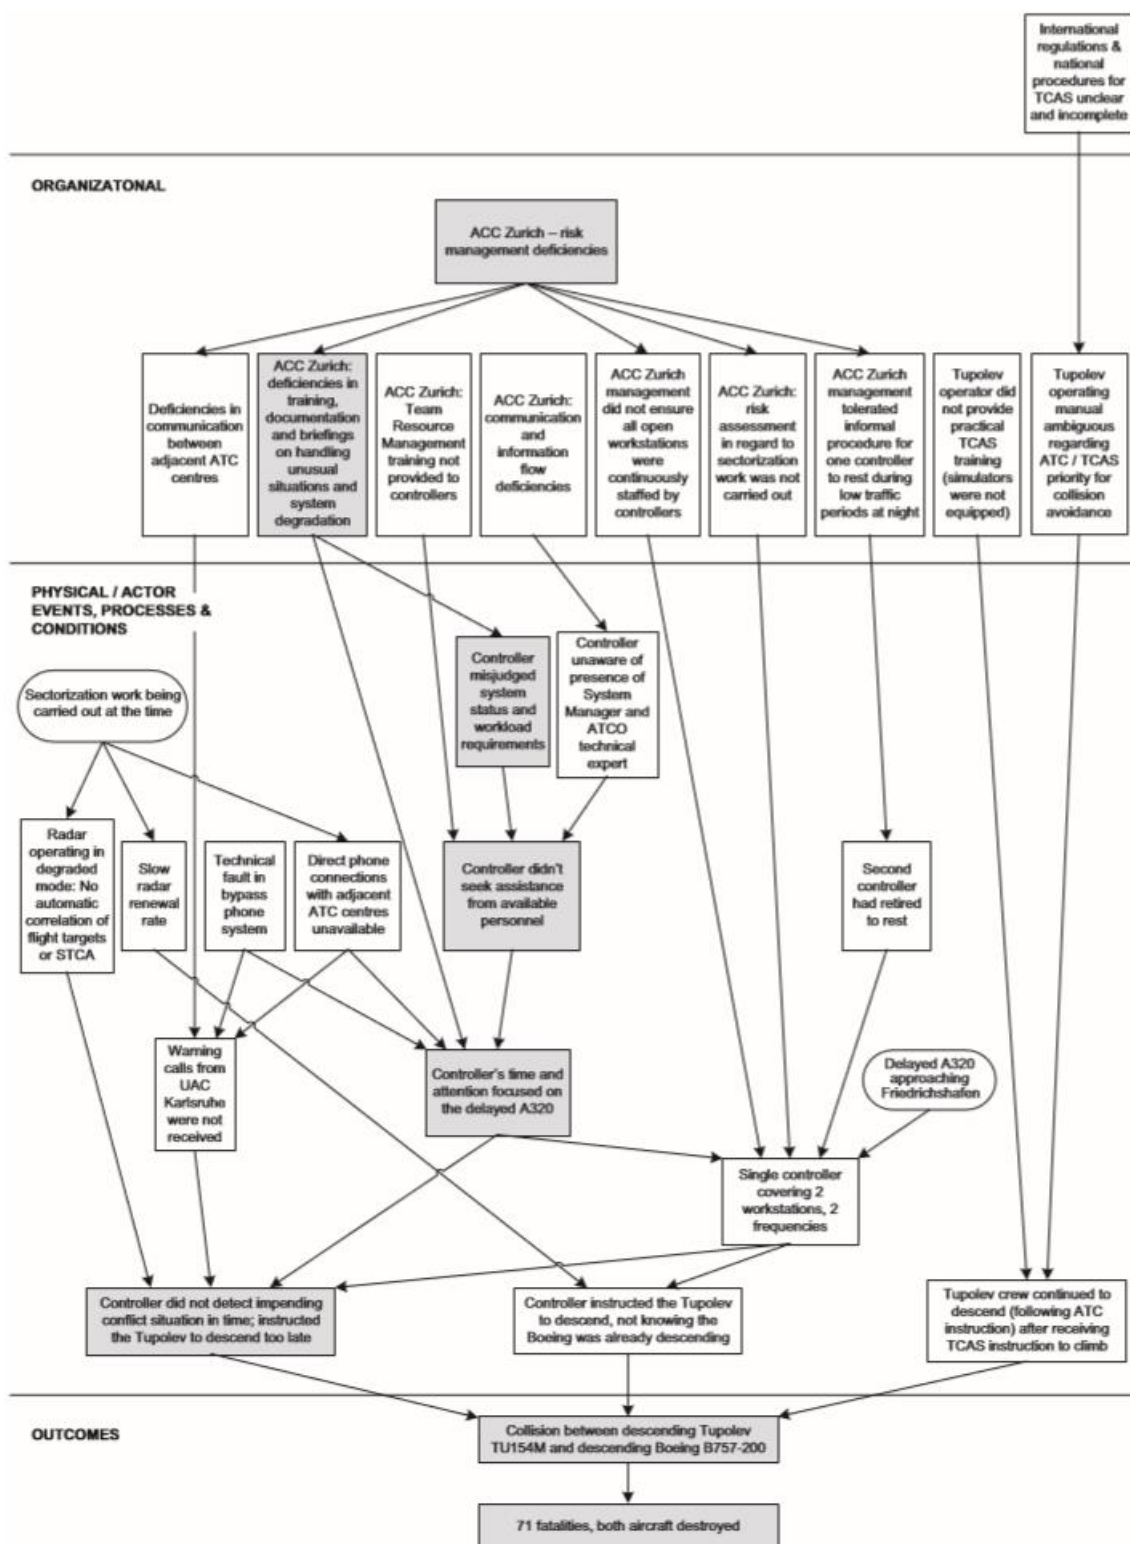 International
regulations &
national
procedures for
TCAS unclear
and incomplete
ORGANIZATONAL
ACC Zurich – risk
management deficiencies
Deficiencies in
communication
between
adjacent ATC
centres
ACC Zurich:
deficiencies in
training,
documentation
and briefings
on handling
unusual
situations and
system
degradation
ACC Zurich:
Team
Resource
Management
training not
provided to
controllers
ACC Zurich:
communication
and
information
flow
deficiencies
ACC Zurich
management
did not ensure
all open
workstations
were
continuously
staffed by
controllers
ACC Zurich:
risk
assessment
in regard to
sectorization
work was not
carried out
ACC Zurich
management
tolerated
informal
procedure for
one controller
to rest during
low traffic
periods at night
Tupolev
operator did
not provide
practical
TCAS
training
(simulators
were not
equipped)
Tupolev
operating
manual
ambiguous
regarding
ATC / TCAS
priority for
collision
avoidance
PHYSICAL / ACTOR
EVENTS, PROCESSES &
CONDITIONS
Sectorization work being
carried out at the time
Controller
misjudged
system
status and
workload
requirements
Controller
unaware of
presence of
System
Manager and
ATCO
technical
expert
Radar
operating in
degraded
mode: No
automatic
correlation of
flight targets
or STCA
Slow
radar
renewal
rate
Technical
fault in
bypass
phone
system
Direct phone
connections
with adjacent
ATC centres
unavailable
Controller didn't
seek assistance
from available
personnel
Second
controller
had retired
to rest
Warning
calls from
UAC
Karlsruhe
were not
received
Controller's time and
attention focused on
the delayed A320
Delayed A320
approaching
Friedrichshafen
Single controller
covering 2
workstations, 2
frequencies
Controller did not detect impending
conflict situation in time; instructed
the Tupolev to descend too late
Controller instructed the Tupolev
to descend, not knowing the
Boeing was already descending
Tupolev crew continued to
descend (following ATC
instruction) after receiving
TCAS instruction to climb
OUTCOMES
Collision between descending Tupolev
TU154M and descending Boeing B757-200
71 fatalities, both aircraft destroyed